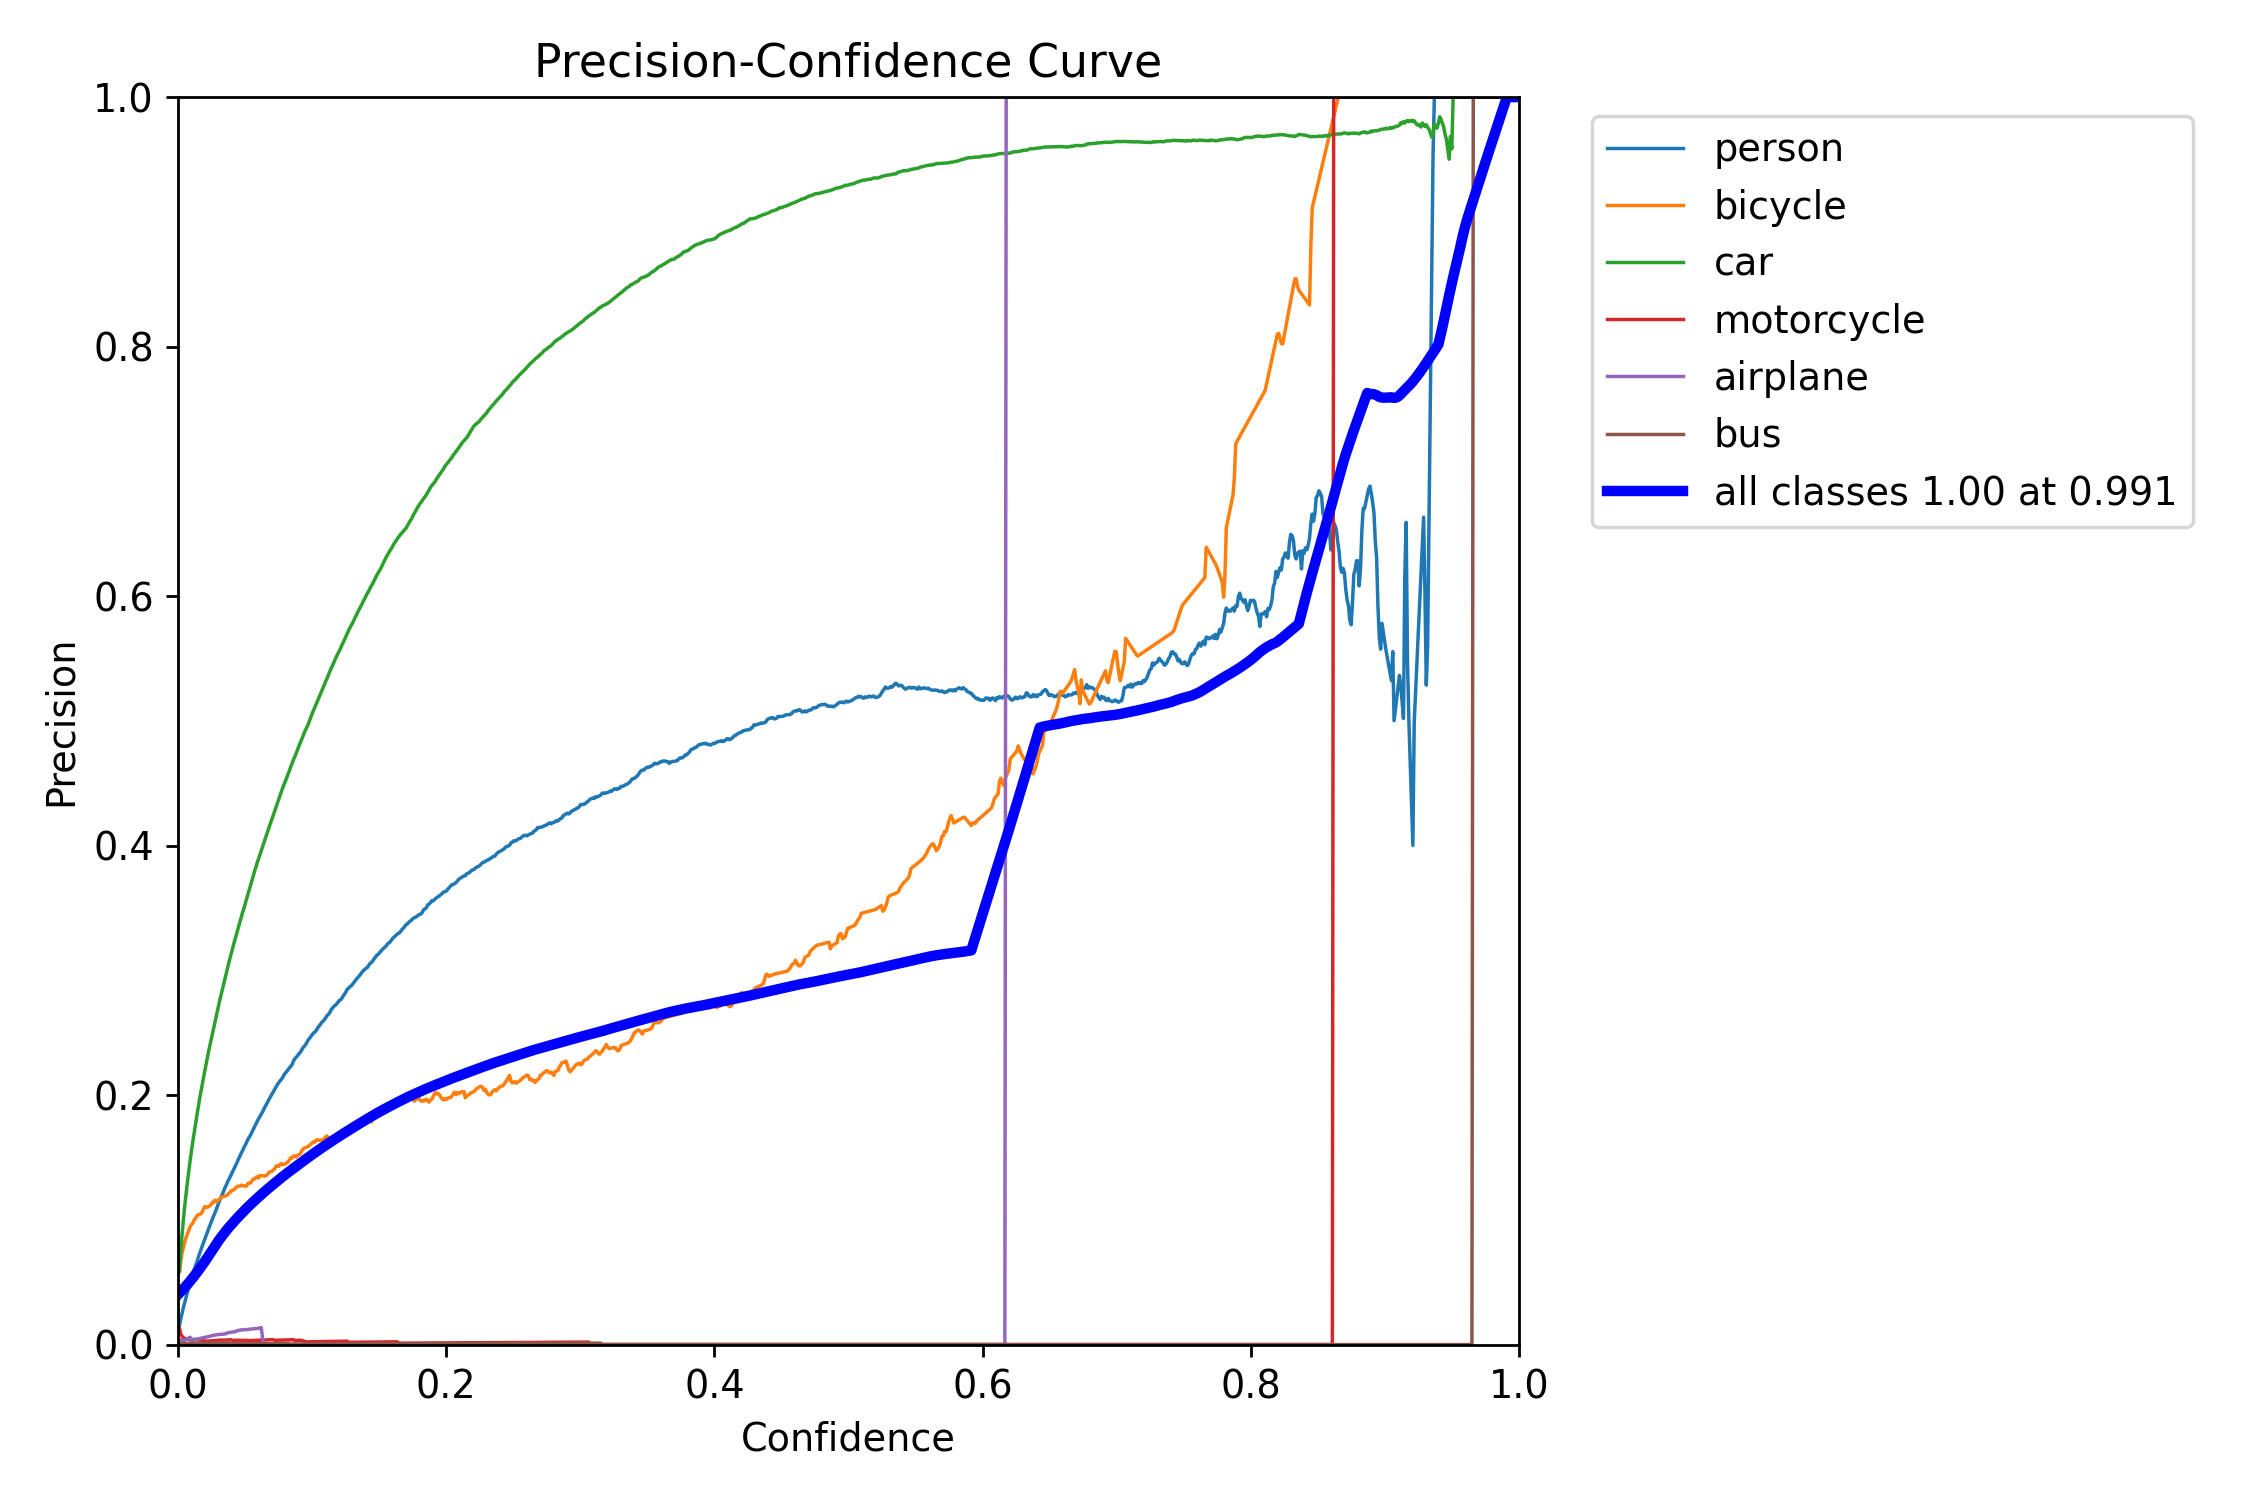 Precision-Confidence Curve
1.0
0.8
0.6
0.4
0.2
0.0
Precision
0.0 0.2 0.4 0.6 0.8 1.0
Confidence
person
bicycle
car
motorcycle
airplane
bus
all classes 1.00 at 0.991